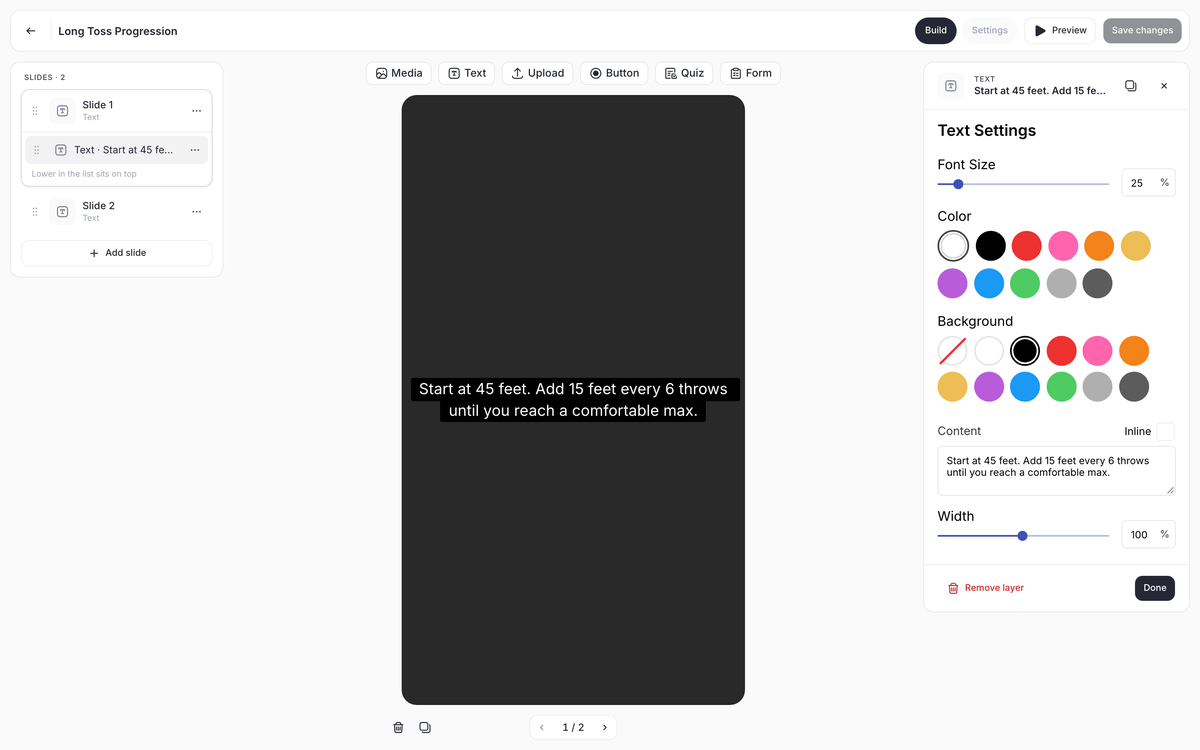 Long Toss Progression
Build
Settings
Preview
Save changes
SLIDES · 2
Slide 1
Text
Text · Start at 45 fe...
Lower in the list sits on top
Slide 2
Text
Add slide
Media
Text
Upload
Button
Quiz
Form
Start at 45 feet. Add 15 feet every 6 throws
until you reach a comfortable max.
1 / 2
TEXT
Start at 45 feet. Add 15 fe...
Text Settings
Font Size
25 %
Color
Background
Content
Inline
Start at 45 feet. Add 15 feet every 6 throws
until you reach a comfortable max.
Width
100 %
Remove layer
Done